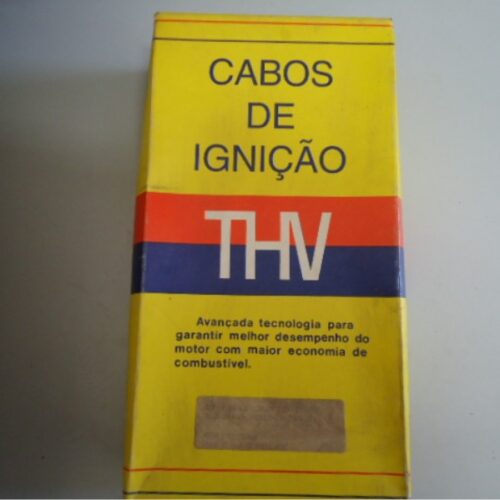 CABOS
DE
IGNIÇÃO
THV
Avançada tecnologia para
garantir melhor desempenho do
motor com maior economia de
combustível.